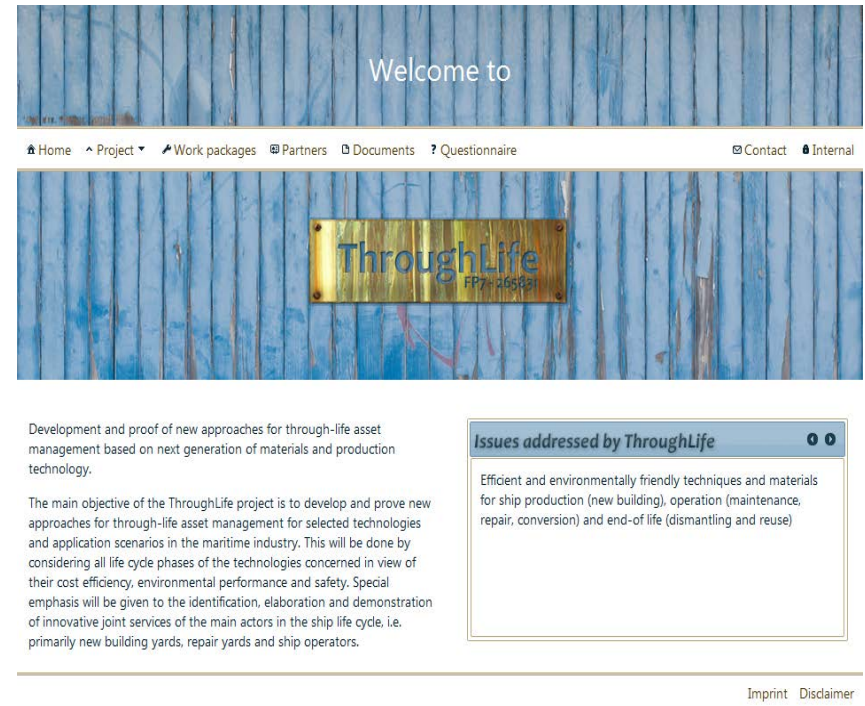 Welcome to
Home Project Work packages Partners Documents ? Questionnaire Contact Internal
ThroughLife
FP7-265831
Development and proof of new approaches for through-life asset
management based on next generation of materials and production
technology.
The main objective of the ThroughLife project is to develop and prove new
approaches for through-life asset management for selected technologies
and application scenarios in the maritime industry. This will be done by
considering all life cycle phases of the technologies concerned in view of
their cost efficiency, environmental performance and safety. Special
emphasis will be given to the identification, elaboration and demonstration
of innovative joint services of the main actors in the ship life cycle, i.e.
primarily new building yards, repair yards and ship operators.
Issues addressed by ThroughLife
Efficient and environmentally friendly techniques and materials
for ship production (new building), operation (maintenance,
repair, conversion) and end-of life (dismantling and reuse)
Imprint Disclaimer